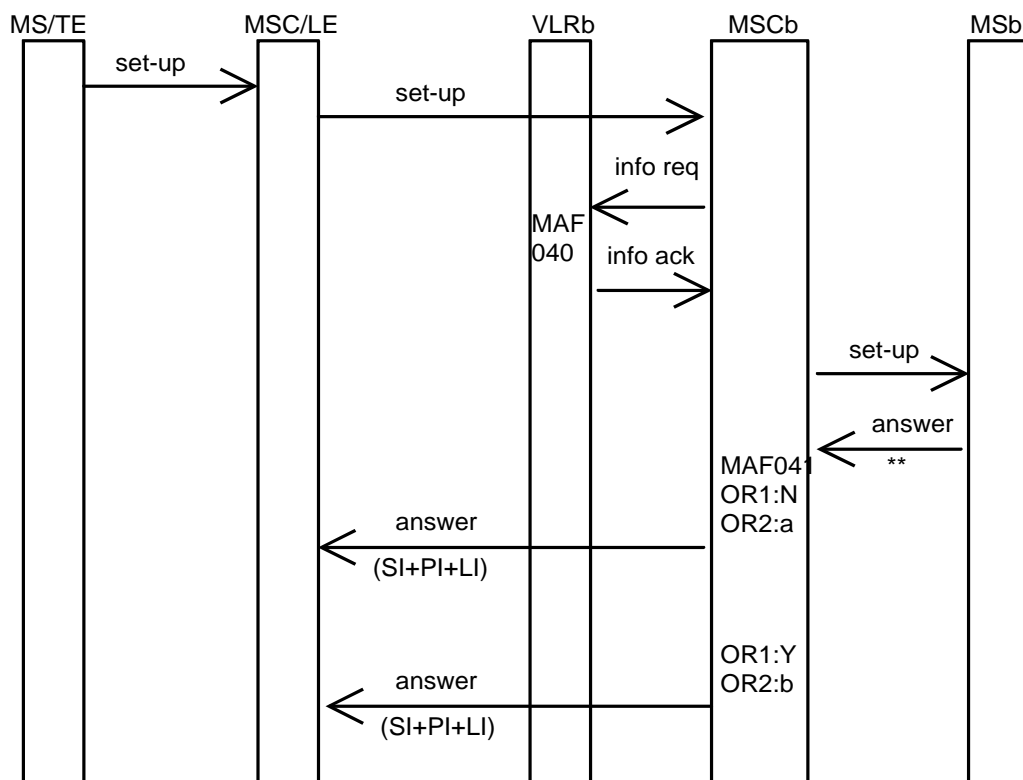 MS/TE MSC/LE VLRb MSCb MSb
set-up
set-up
info req
MAF
040
info ack
set-up
answer
**
MAF041
OR1:N
OR2:a
answer
(SI+PI+LI)
OR1:Y
OR2:b
answer
(SI+PI+LI)